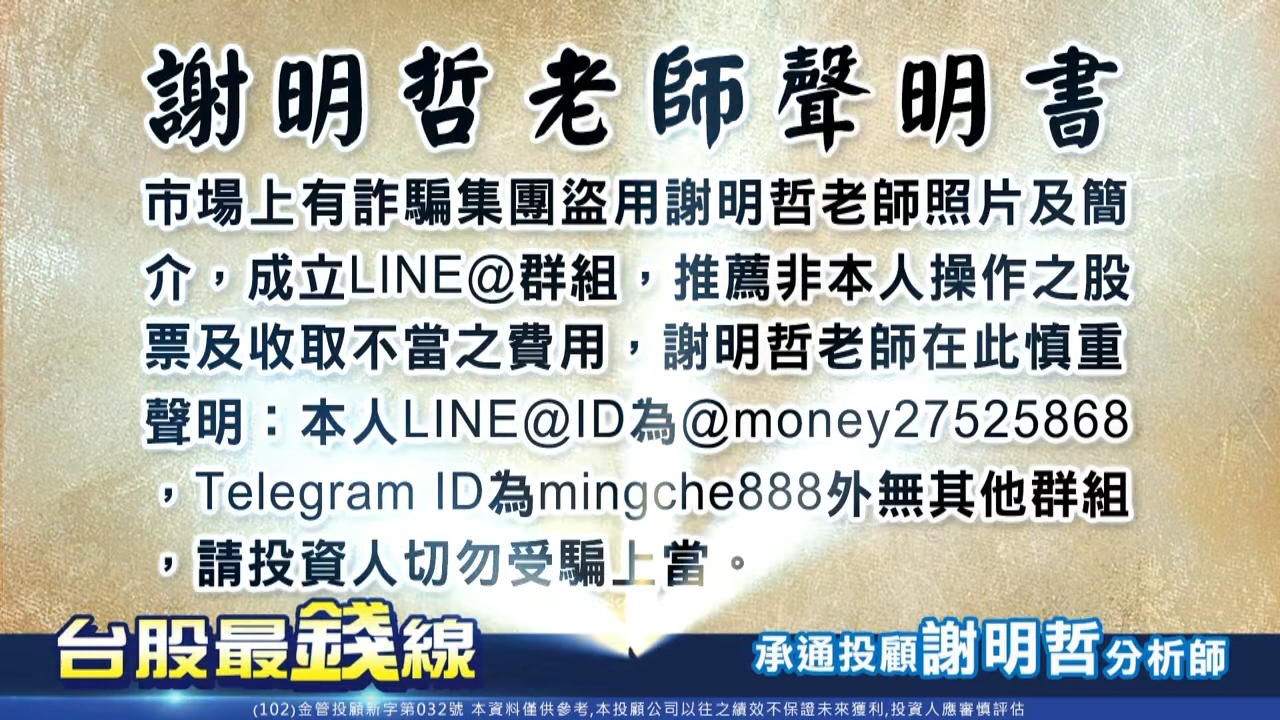 謝明哲老師聲明書
市場上有詐騙集團盜用謝明哲老師照片及簡
介，成立LINE@群組，推薦非本人操作之股
票及收取不當之費用，謝明哲老師在此慎重
聲明：本人LINE@ID為@money27525868
，Telegram ID為mingche888外無其他群組
，請投資人切勿受騙上當。
台股最錢線
承通投顧謝明哲分析師
(102)金管投顧新字第032號 本資料僅供參考,本投顧公司以往之績效不保證未來獲利,投資人應審慎評估